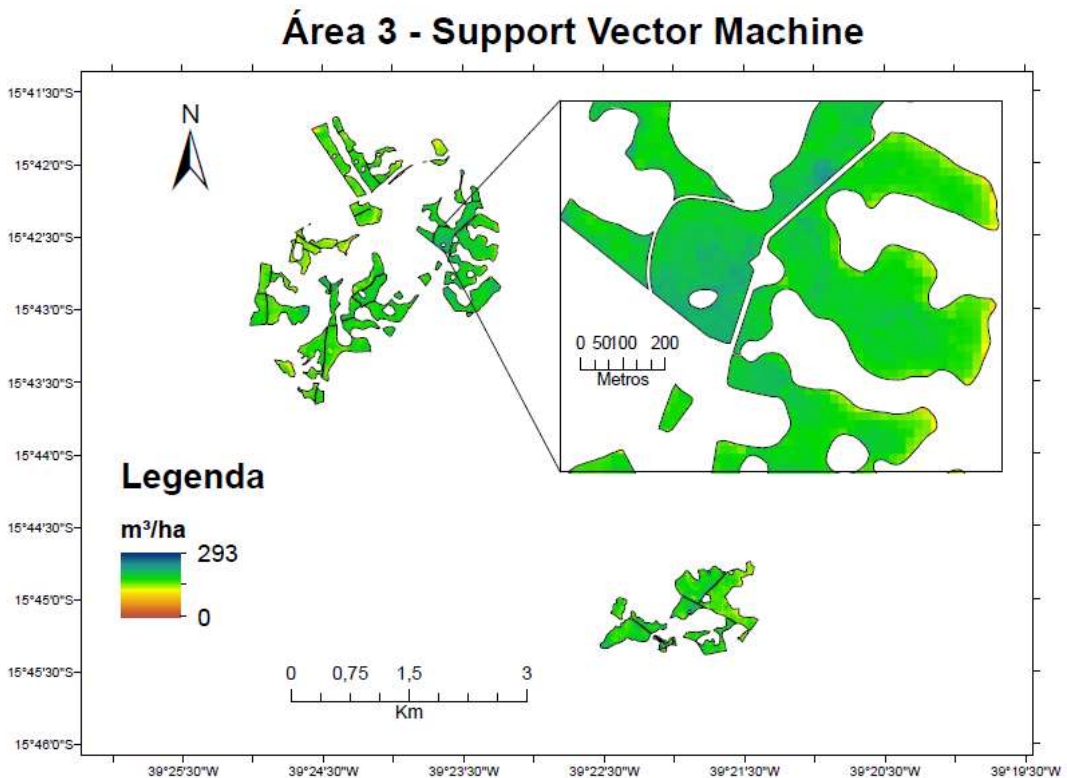 Área 3 - Support Vector Machine
15°41'30"S
15°42'0"S
15°42'30"S
15°43'0"S
15°43'30"S
15°44'0"S
15°44'30"S
15°45'0"S
15°45'30"S
15°46'0"S
N
0 50100 200
Metros
Legenda
m³/ha
293
0
0 0,75 1,5 3
Km
39°25'30"W 39°24'30"W 39°23'30"W 39°22'30"W 39°21'30"W 39°20'30"W 39°19'30"W